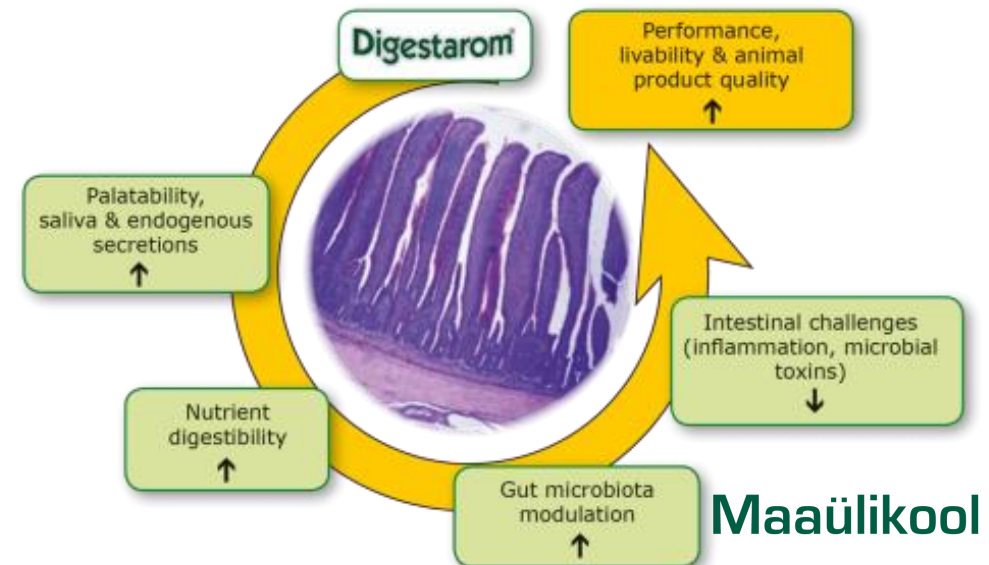 Digestarom
Performance,
livability & animal
product quality
↑
Palatability,
saliva & endogenous
secretions
↑
Nutrient
digestibility
↑
Gut microbiota
modulation
↑
Intestinal challenges
(inflammation, microbial
toxins)
↓
Maaülikool